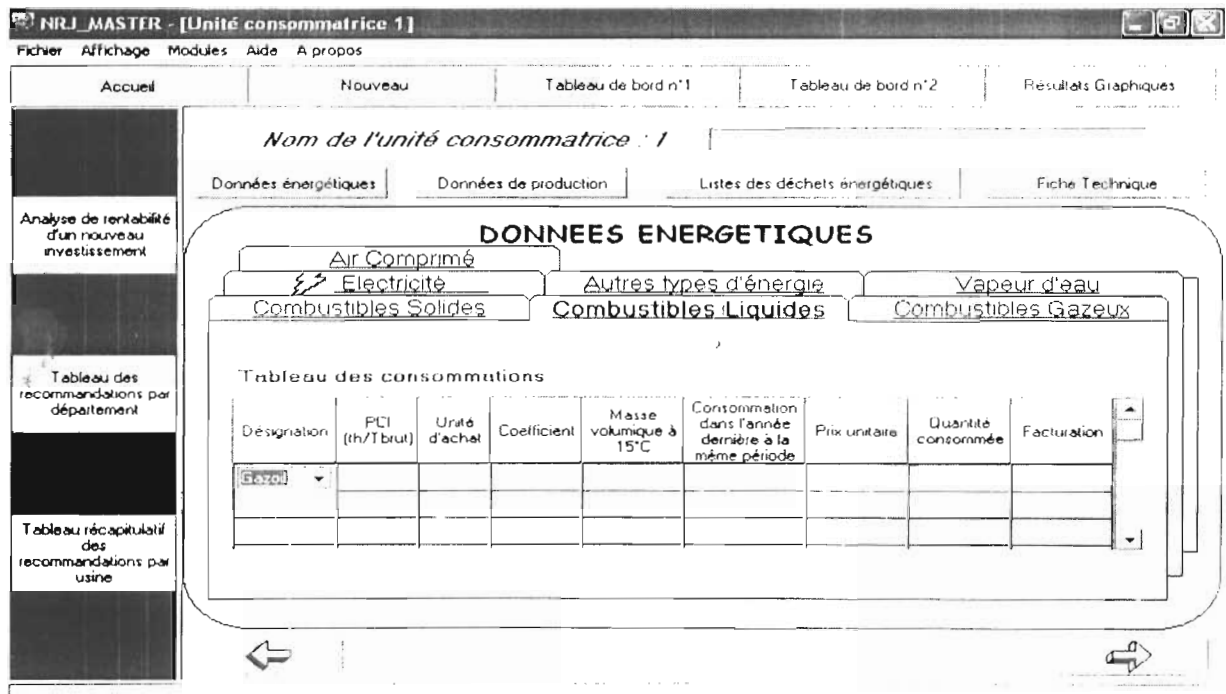 NRJ_MASTER - [Unité consommatrice 1]
Fichier Affichage Modules Aide A propos
Accueil Nouveau Tableau de bord n°1 Tableau de bord n°2 Résultats Graphiques
Nom de l'unité consommatrice : 1
Données énergétiques Données de production Listes des déchets énergétiques Fiche Technique
Analyse de rentabilité
d'un nouveau
investissement
DONNEES ENERGETIQUES
Air Comprimé
Electricité Autres types d'énergie Vapeur d'eau
Combustibles Solides Combustibles Liquides Combustibles Gazeux
Tableau des
recommandations par
département
Tableau des consommations
Désignation PCI (th/Tbrut) Unité d'achat Coefficient Masse volumique à 15°C Consommation dans l'année dernière à la même période Prix unitaire Quantité consommée Facturation
Gazoil
Tableau récapitulatif
des
recommandations par
usine